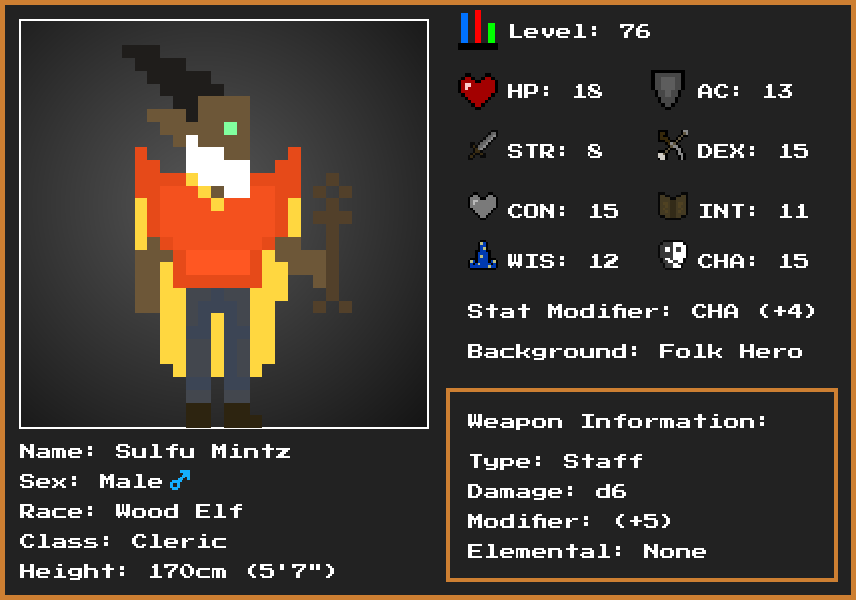 Level: 76
HP: 18 AC: 13
STR: 8 DEX: 15
CON: 15 INT: 11
WIS: 12 CHA: 15
Stat Modifier: CHA (+4)
Background: Folk Hero
Weapon Information:
Type: Staff
Damage: d6
Modifier: (+5)
Elemental: None
Name: Sulfu Mintz
Sex: Male♂
Race: Wood Elf
Class: Cleric
Height: 170cm (5'7")